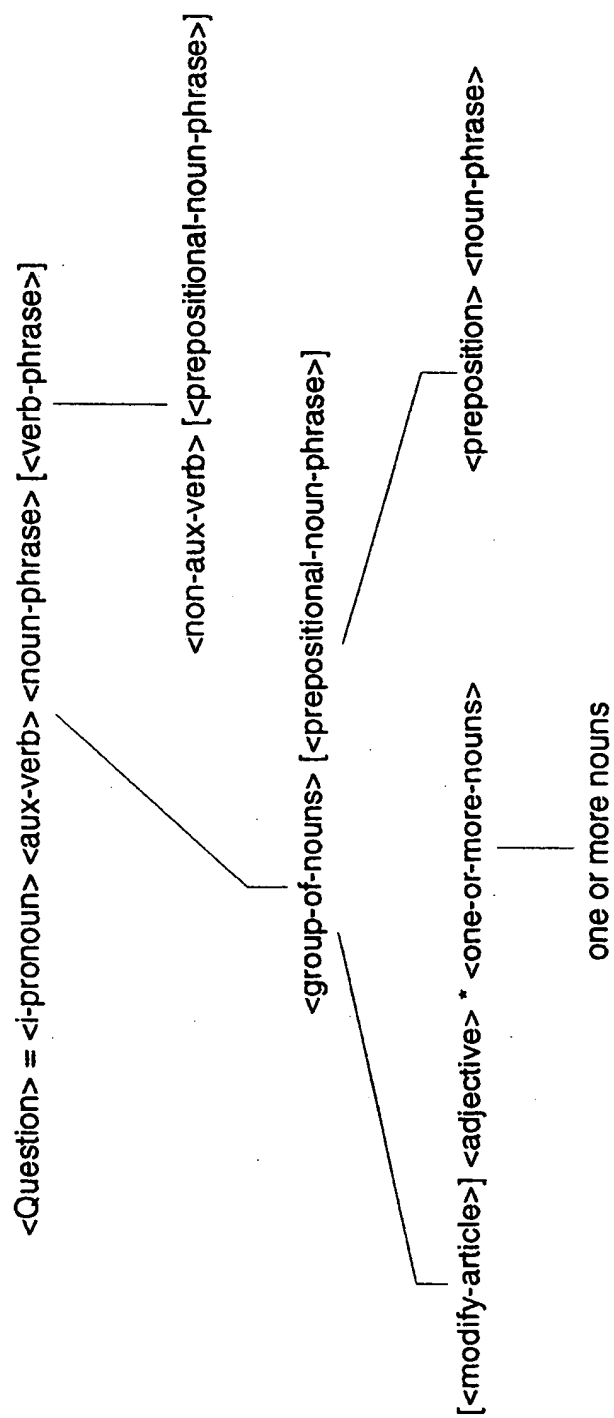 <Question> = <i-pronoun> <aux-verb> <noun-phrase> [<verb-phrase>]
<non-aux-verb> [<prepositional-noun-phrase>]
<group-of-nouns> [<prepositional-noun-phrase>]
[<modify-article>] <adjective> * <one-or-more-nouns>
<preposition> <noun-phrase>
one or more nouns